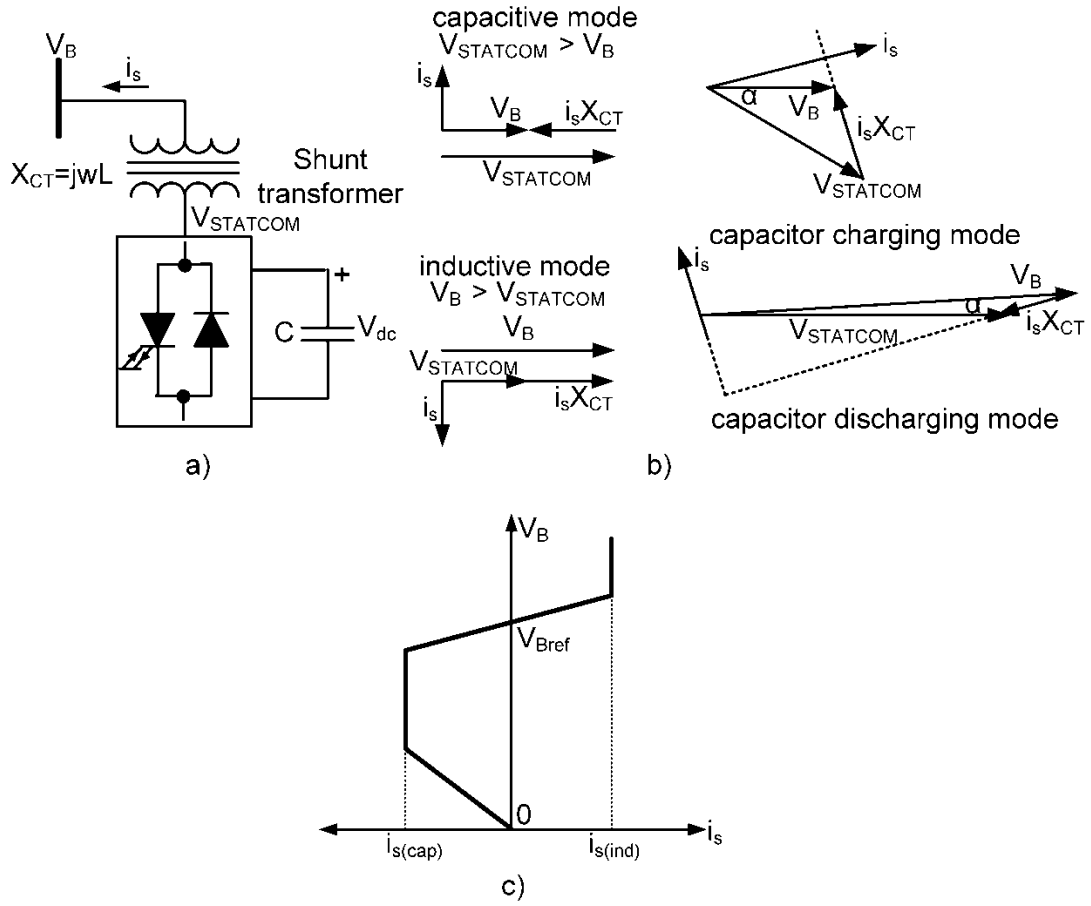 V_B
i_s
X_CT=jwL
Shunt
transformer
V_STATCOM
+
C
V_dc
a)
capacitive mode
V_STATCOM > V_B
i_s
V_B
i_sX_CT
V_STATCOM
inductive mode
V_B > V_STATCOM
V_B
V_STATCOM
i_s
i_sX_CT
i_s
α
V_B
i_sX_CT
V_STATCOM
capacitor charging mode
i_s
V_B
α
V_STATCOM
i_sX_CT
capacitor discharging mode
b)
V_B
V_Bref
0
i_s(cap)
i_s(ind)
i_s
c)